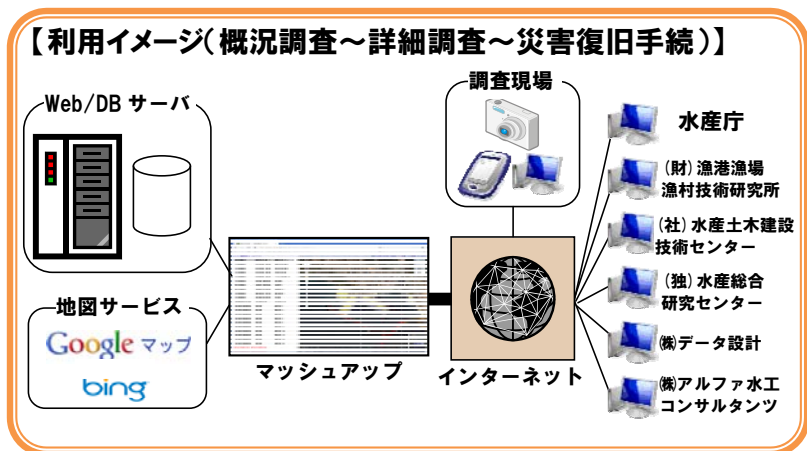 【利用イメージ(概況調査～詳細調査～災害復旧手続)】
調査現場
Web/DB サーバ
水産庁
(財)漁港漁場
漁村技術研究所
(社)水産土木建設
技術センター
(独)水産総合
研究センター
地図サービス
Google マップ
bing
マッシュアップ
インターネット
㈱データ設計
㈱アルファ水工
コンサルタンツ